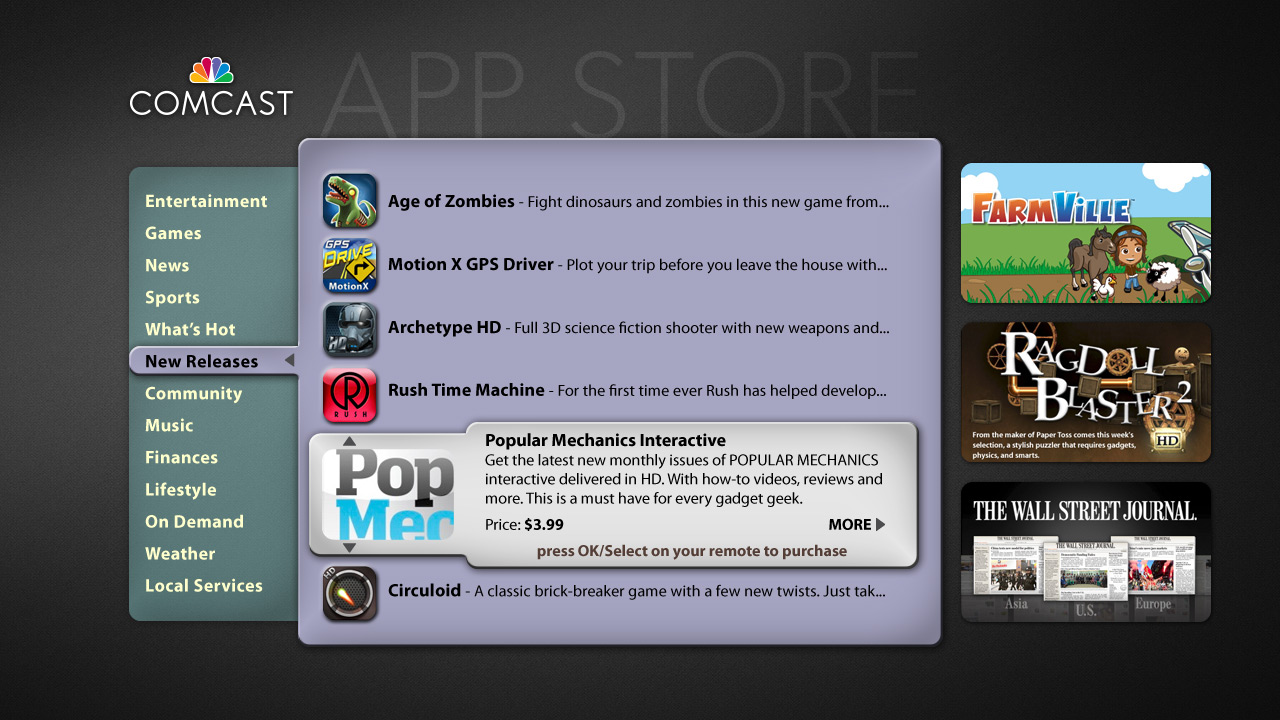 APP STORE
COMCAST
Entertainment
Games
News
Sports
What's Hot
New Releases
Community
Music
Finances
Lifestyle
On Demand
Weather
Local Services
Age of Zombies - Fight dinosaurs and zombies in this new game from...
GPS
DRIVE
MotionX
Motion X GPS Driver - Plot your trip before you leave the house with...
HD
Archetype HD - Full 3D science fiction shooter with new weapons and...
R
RUSH
Rush Time Machine - For the first time ever Rush has helped develop...
Pop
Mec
Popular Mechanics Interactive
Get the latest new monthly issues of POPULAR MECHANICS
interactive delivered in HD. With how-to videos, reviews and
more. This is a must have for every gadget geek.
Price: $3.99
MORE
press OK/Select on your remote to purchase
HD
Circuloid - A classic brick-breaker game with a few new twists. Just tak...
FARMVILLE
RAGDOLL
BLASTER 2
HD
From the maker of Paper Toss comes this week's
selection, a stylish puzzler that requires gadgets,
physics, and smarts.
THE WALL STREET JOURNAL.
Asia
U.S.
Europe